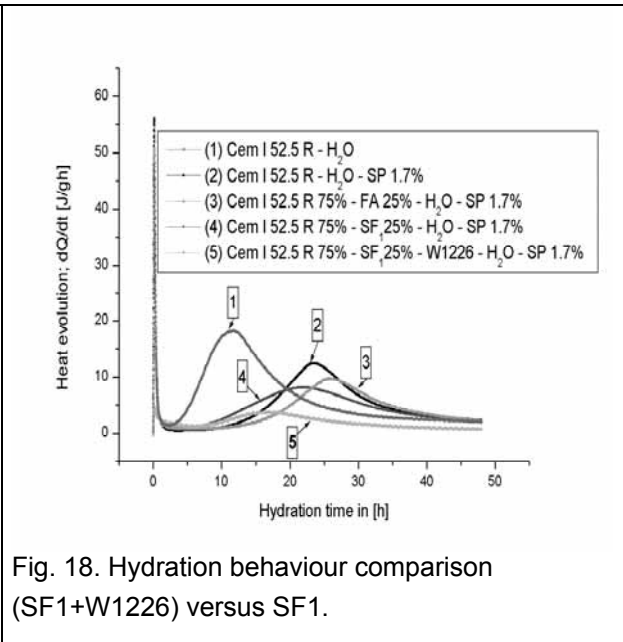 60
50
40
30
20
10
0
Heat evolution; dQ/dt [J/gh]
(1) Cem I 52.5 R - H₂O
(2) Cem I 52.5 R - H₂O - SP 1.7%
(3) Cem I 52.5 R 75% - FA 25% - H₂O - SP 1.7%
(4) Cem I 52.5 R 75% - SF₁ 25% - H₂O - SP 1.7%
(5) Cem I 52.5 R 75% - SF₁ 25% - W1226 - H₂O - SP 1.7%
1
2
3
4
5
0 10 20 30 40 50
Hydration time in [h]
Fig. 18. Hydration behaviour comparison
(SF1+W1226) versus SF1.